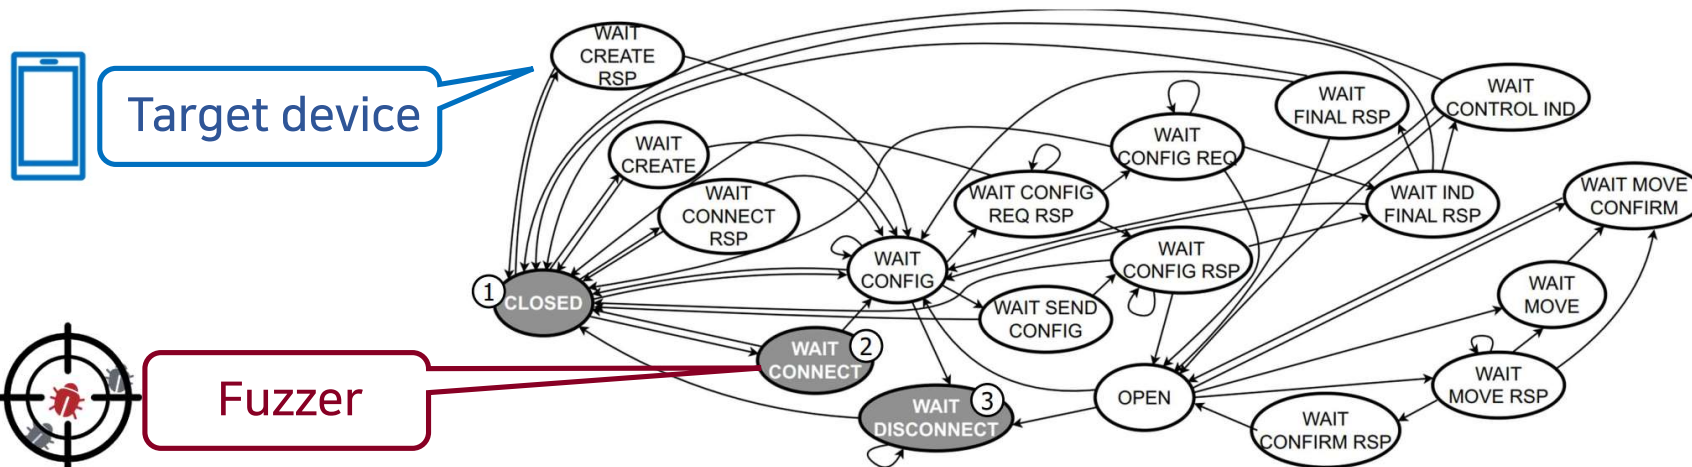 Target device
Fuzzer
WAIT
CREATE
RSP
WAIT
CREATE
WAIT
CONNECT
RSP
1
CLOSED
WAIT
CONFIG
2
WAIT
CONNECT
3
WAIT
DISCONNECT
WAIT CONFIG
REQ RSP
WAIT SEND
CONFIG
WAIT
CONFIG REQ
WAIT
CONFIG RSP
OPEN
WAIT
FINAL RSP
WAIT
CONTROL IND
WAIT IND
FINAL RSP
WAIT MOVE
CONFIRM
WAIT
MOVE
WAIT
MOVE RSP
WAIT
CONFIRM RSP